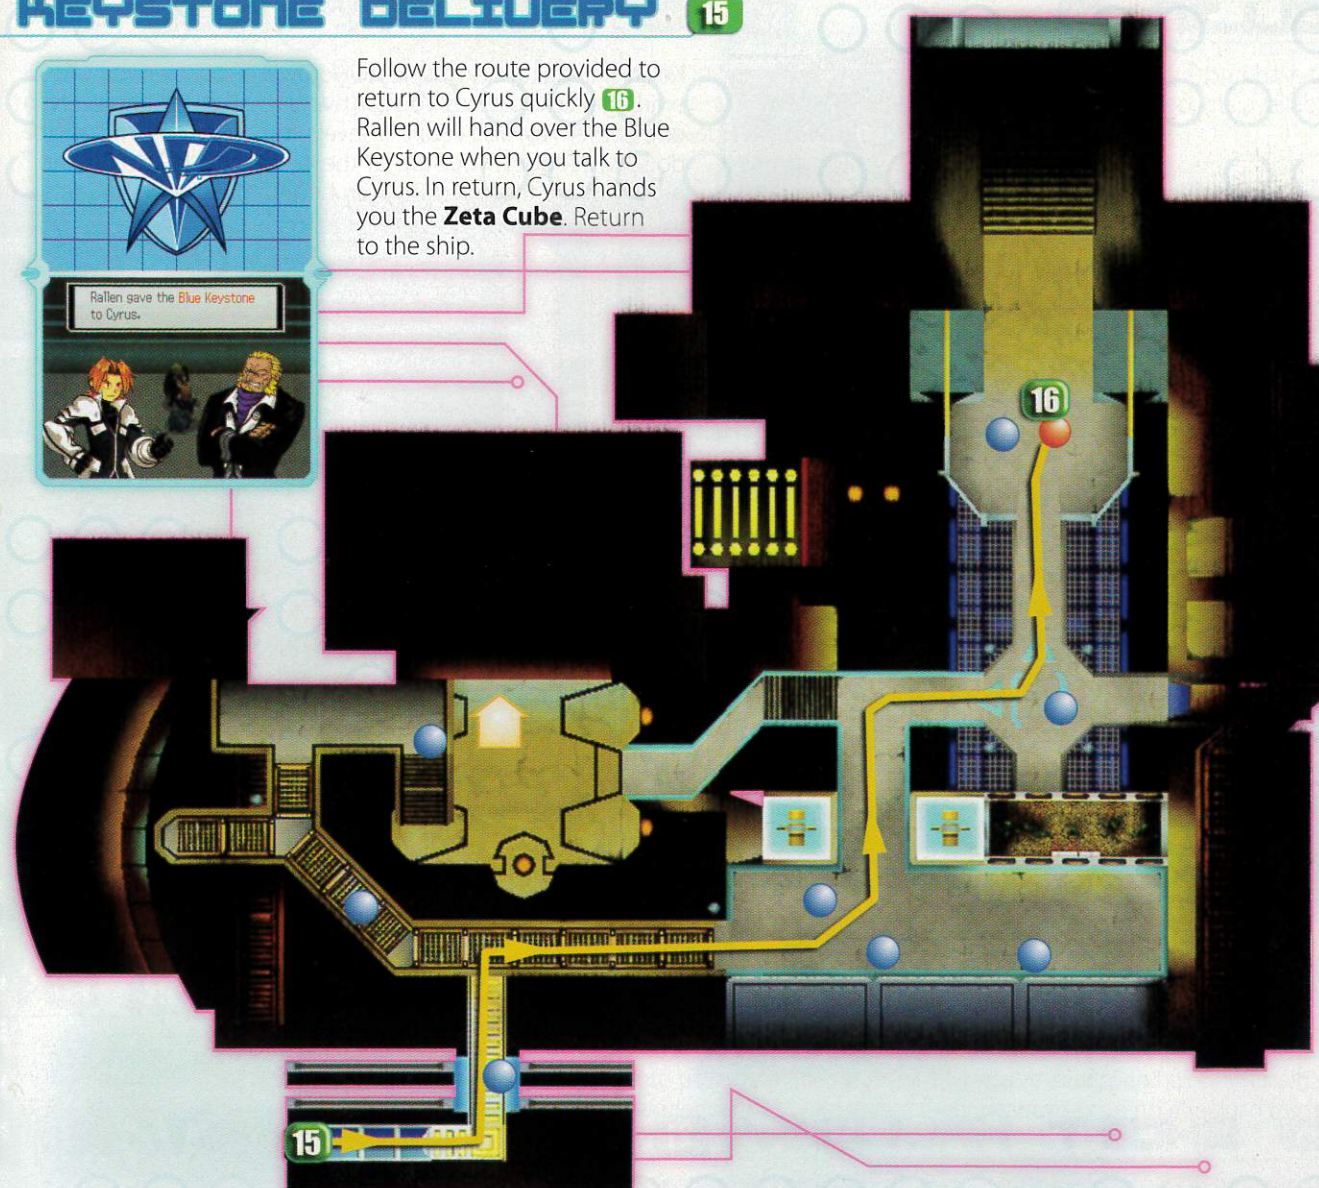 KEYSTONE DELIVERY 15
Follow the route provided to
return to Cyrus quickly 16.
Rallen will hand over the Blue
Keystone when you talk to
Cyrus. In return, Cyrus hands
you the Zeta Cube. Return
to the ship.
Rallen gave the Blue Keystone
to Cyrus.
16
15